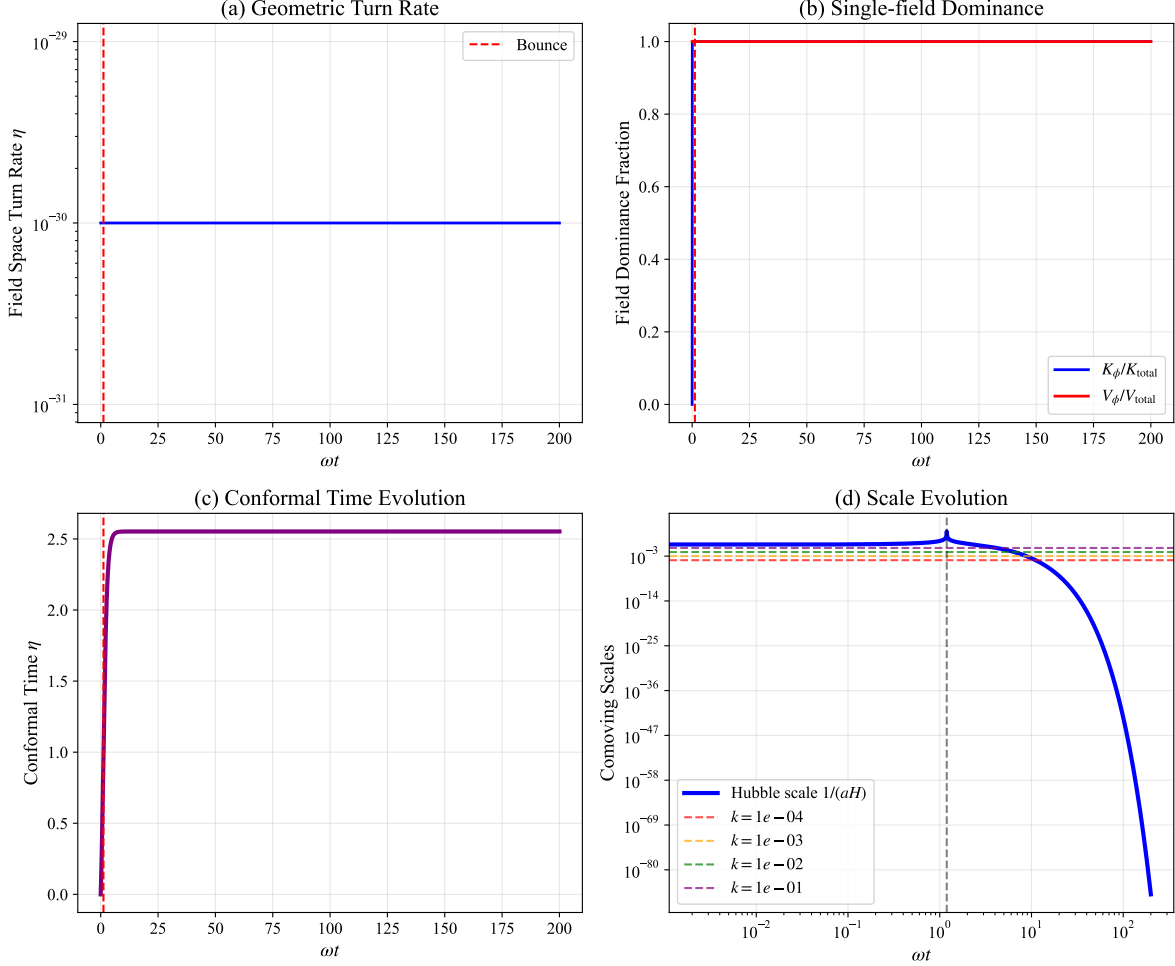 (a) Geometric Turn Rate
Field Space Turn Rate η
10⁻²⁹
10⁻³⁰
10⁻³¹
Bounce
0 25 50 75 100 125 150 175 200
ωt
(b) Single-field Dominance
Field Dominance Fraction
1.0
0.8
0.6
0.4
0.2
0.0
K_ϕ/K_total
V_ϕ/V_total
0 25 50 75 100 125 150 175 200
ωt
(c) Conformal Time Evolution
Conformal Time η
2.5
2.0
1.5
1.0
0.5
0.0
0 25 50 75 100 125 150 175 200
ωt
(d) Scale Evolution
Comoving Scales
10⁻³
10⁻¹⁴
10⁻²⁵
10⁻³⁶
10⁻⁴⁷
10⁻⁵⁸
10⁻⁶⁹
10⁻⁸⁰
Hubble scale 1/(aH)
k = 1e − 04
k = 1e − 03
k = 1e − 02
k = 1e − 01
10⁻² 10⁻¹ 10⁰ 10¹ 10²
ωt